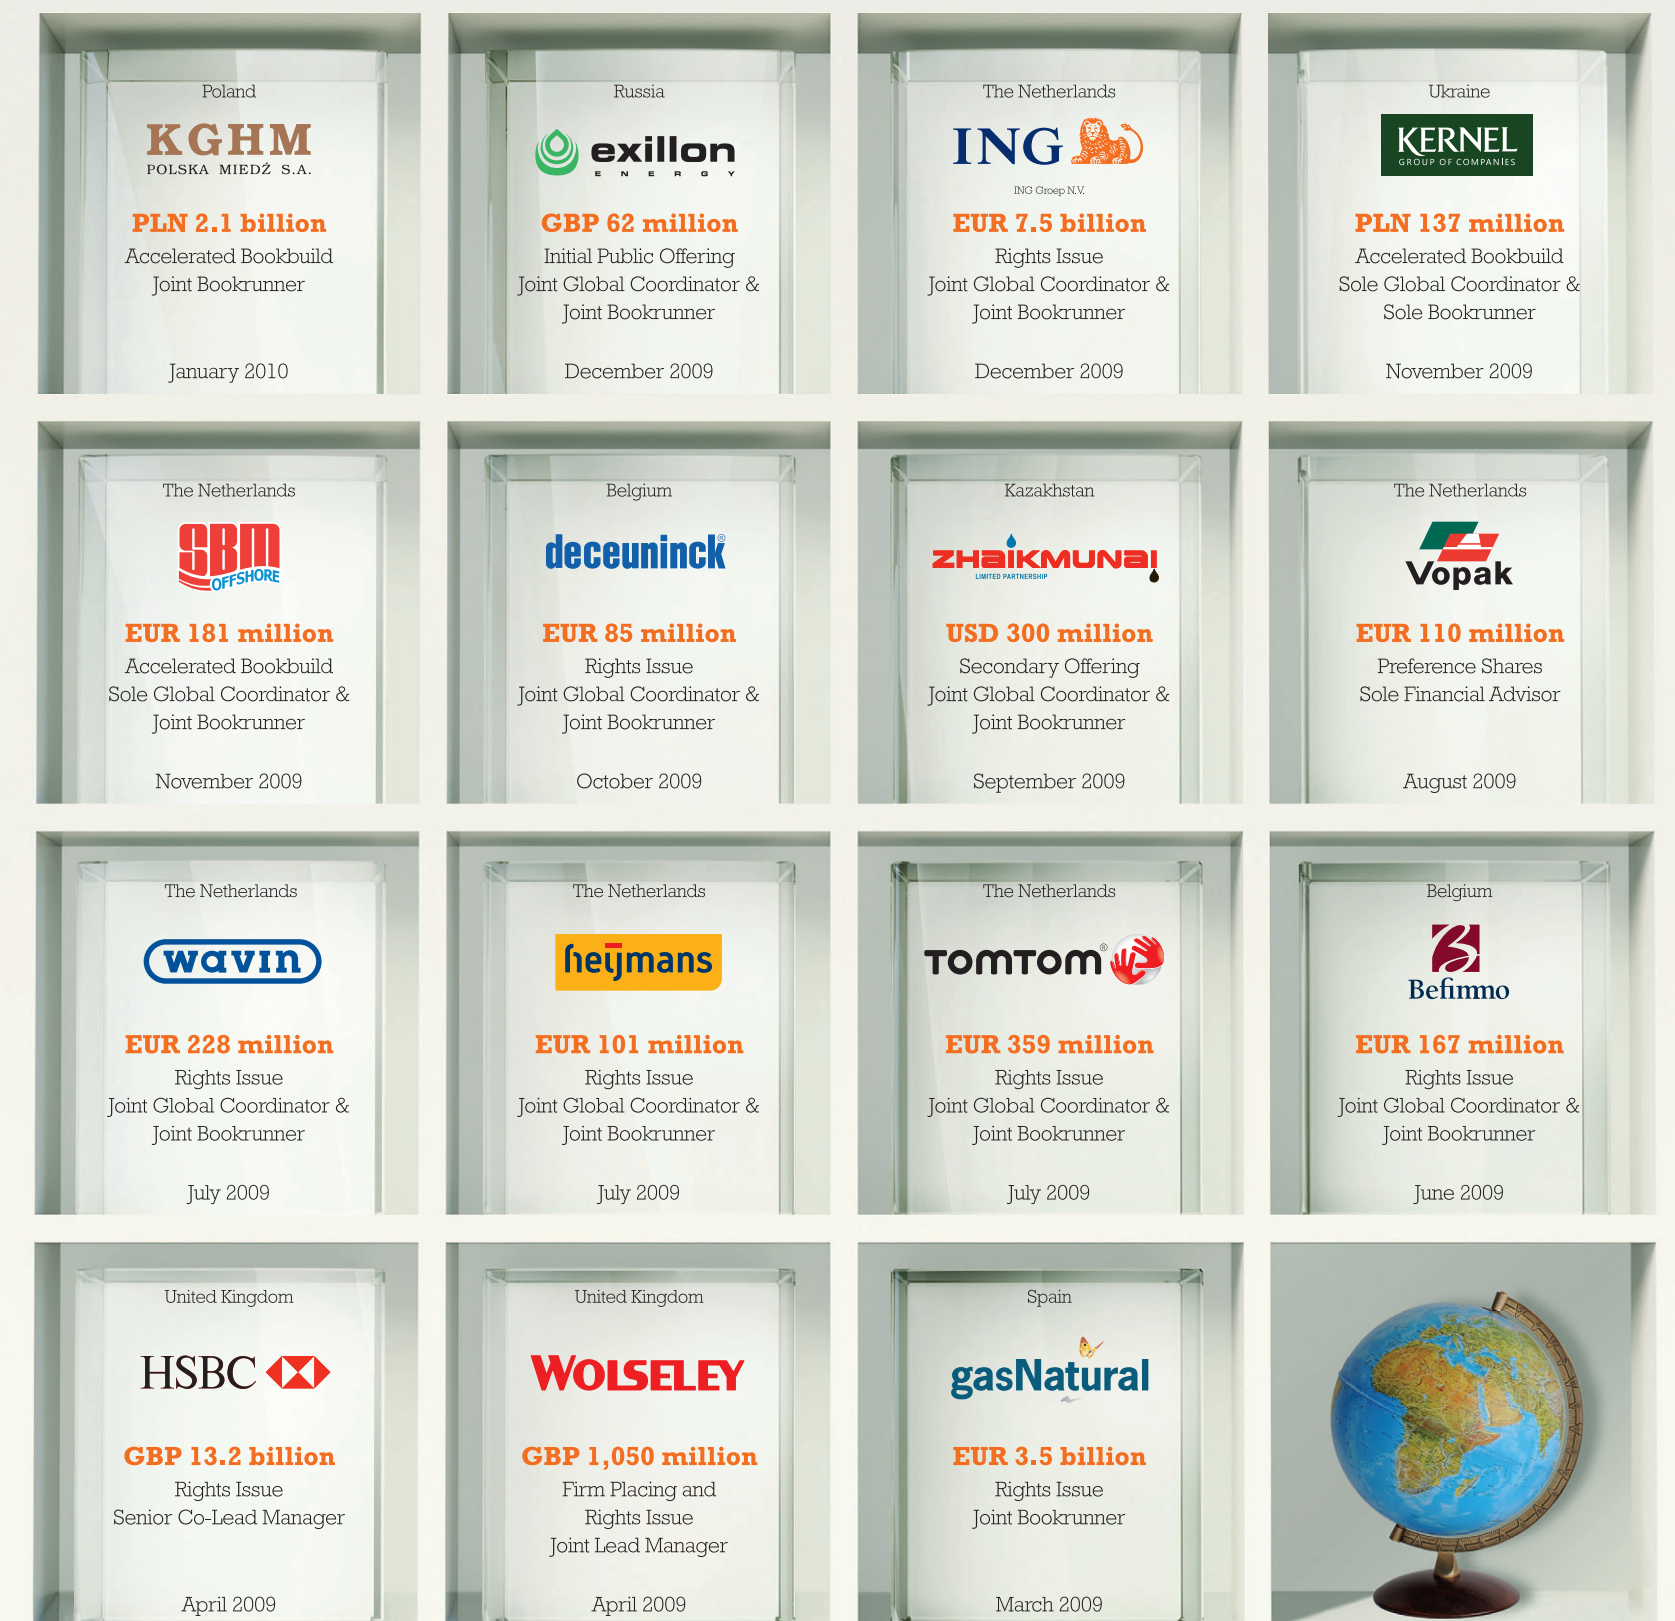 Poland
KGHM
POLSKA MIEDŹ S.A.
PLN 2.1 billion
Accelerated Bookbuild
Joint Bookrunner
January 2010
Russia
exillon
ENERGY
GBP 62 million
Initial Public Offering
Joint Global Coordinator &
Joint Bookrunner
December 2009
The Netherlands
ING
ING Groep N.V.
EUR 7.5 billion
Rights Issue
Joint Global Coordinator &
Joint Bookrunner
December 2009
Ukraine
KERNEL
GROUP OF COMPANIES
PLN 137 million
Accelerated Bookbuild
Sole Global Coordinator &
Sole Bookrunner
November 2009
The Netherlands
SBM
OFFSHORE
EUR 181 million
Accelerated Bookbuild
Sole Global Coordinator &
Joint Bookrunner
November 2009
Belgium
deceuninck®
EUR 85 million
Rights Issue
Joint Global Coordinator &
Joint Bookrunner
October 2009
Kazakhstan
ZHaiKMUNai
LIMITED PARTNERSHIP
USD 300 million
Secondary Offering
Joint Global Coordinator &
Joint Bookrunner
September 2009
The Netherlands
Vopak
EUR 110 million
Preference Shares
Sole Financial Advisor
August 2009
The Netherlands
wavin
EUR 228 million
Rights Issue
Joint Global Coordinator &
Joint Bookrunner
July 2009
The Netherlands
heijmans
EUR 101 million
Rights Issue
Joint Global Coordinator &
Joint Bookrunner
July 2009
The Netherlands
TOMTOM®
EUR 359 million
Rights Issue
Joint Global Coordinator &
Joint Bookrunner
July 2009
Belgium
Befimmo
EUR 167 million
Rights Issue
Joint Global Coordinator &
Joint Bookrunner
June 2009
United Kingdom
HSBC
GBP 13.2 billion
Rights Issue
Senior Co-Lead Manager
April 2009
United Kingdom
WOLSELEY
GBP 1,050 million
Firm Placing and
Rights Issue
Joint Lead Manager
April 2009
Spain
gasNatural
EUR 3.5 billion
Rights Issue
Joint Bookrunner
March 2009